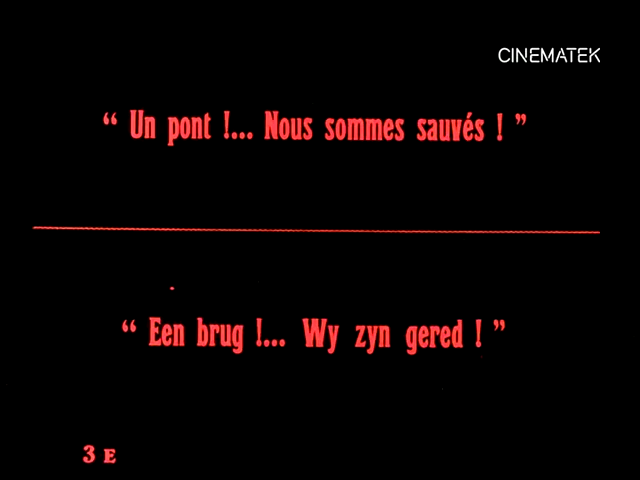 CINEMATEK
“ Un pont !... Nous sommes sauvés ! ”
“ Een brug !... Wy zyn gered ! ”
3 E